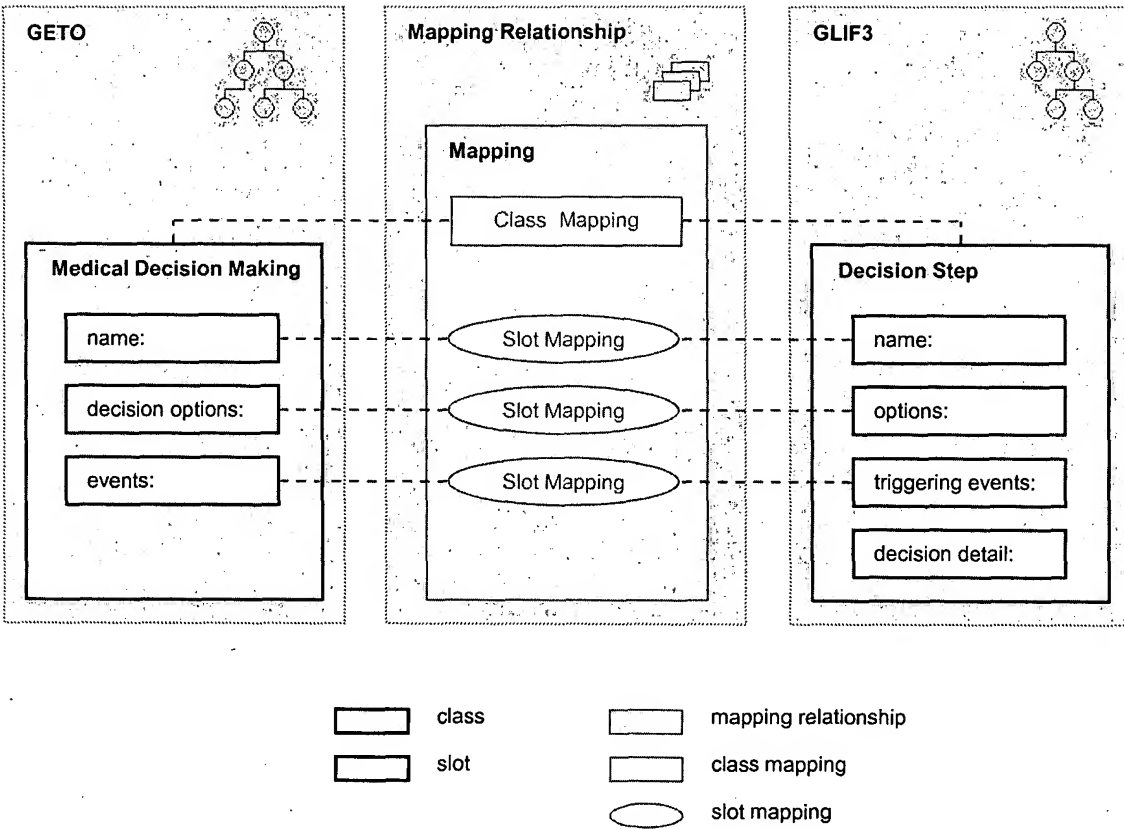 GETO
Mapping Relationship
GLIF3
Mapping
Class Mapping
Medical Decision Making
Decision Step
name:
Slot Mapping
name:
decision options:
Slot Mapping
options:
events:
Slot Mapping
triggering events:
decision detail:
class
mapping relationship
slot
class mapping
slot mapping